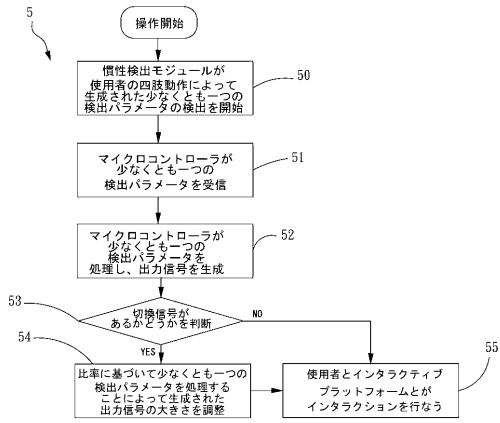 5
操作開始
慣性検出モジュールが
使用者の四肢動作によって
生成された少なくとも一つの
検出パラメータの検出を開始
50
マイクロコントローラが
少なくとも一つの
検出パラメータを受信
51
マイクロコントローラが
少なくとも一つの
検出パラメータを
処理し、出力信号を生成
52
53
切換信号が
あるかどうかを判断
NO
YES
54
比率に基づいて少なくとも一つの
検出パラメータを処理する
ことによって生成された
出力信号の大きさを調整
使用者とインタラクティブ
プラットフォームとが
インタラクションを行なう
55